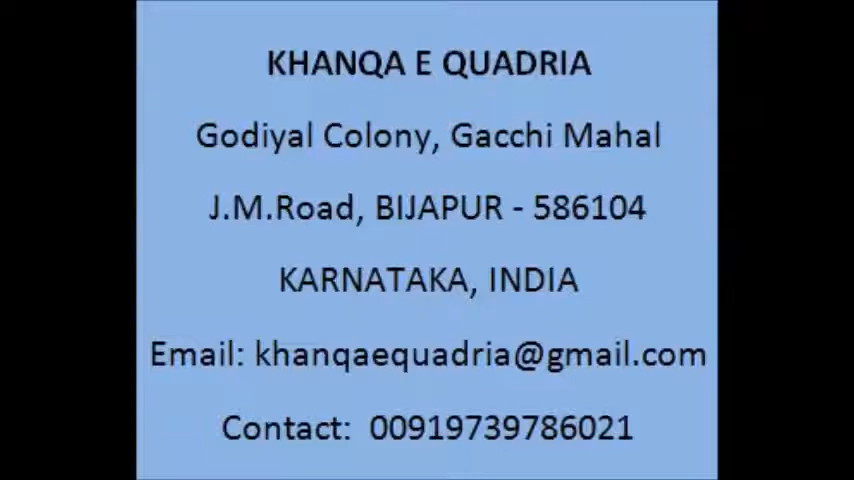 KHANQA E QUADRIA
Godiyal Colony, Gacchi Mahal
J.M.Road, BIJAPUR - 586104
KARNATAKA, INDIA
Email: khanqaequadria@gmail.com
Contact:  00919739786021